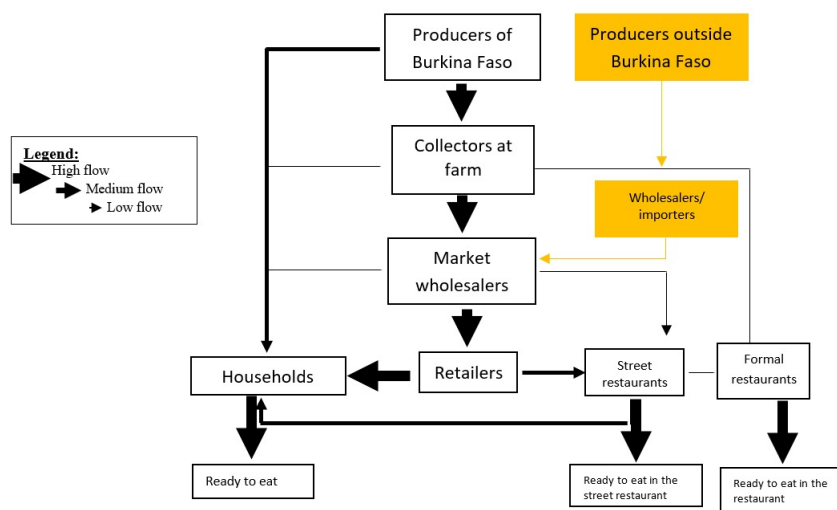 Producers of
Burkina Faso
Producers outside
Burkina Faso
Legend:
High flow
Medium flow
Low flow
Collectors at
farm
Wholesalers/
importers
Market
wholesalers
Households
Retailers
Street
restaurants
Formal
restaurants
Ready to eat
Ready to eat in the
street restaurant
Ready to eat in the
restaurant